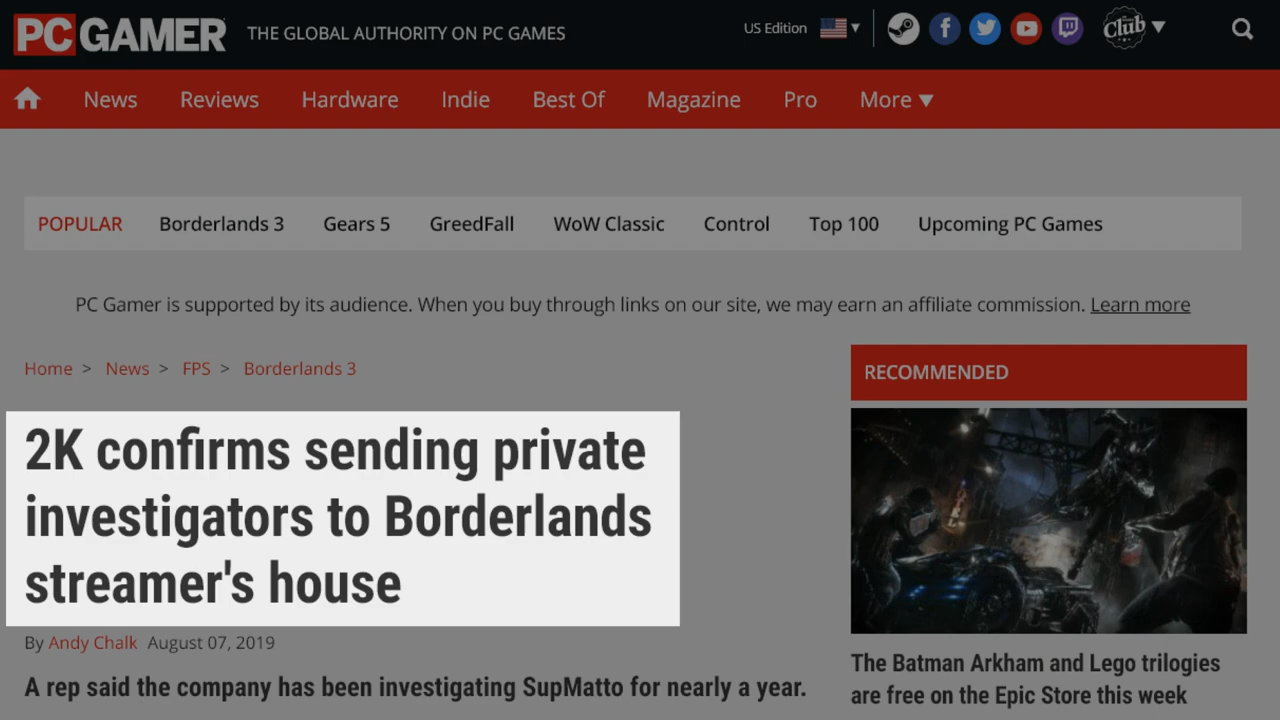 PC GAMER THE GLOBAL AUTHORITY ON PC GAMES US Edition Club
News Reviews Hardware Indie Best Of Magazine Pro More
POPULAR Borderlands 3 Gears 5 GreedFall WoW Classic Control Top 100 Upcoming PC Games
PC Gamer is supported by its audience. When you buy through links on our site, we may earn an affiliate commission. Learn more
Home > News > FPS > Borderlands 3
2K confirms sending private
investigators to Borderlands
streamer's house
By Andy Chalk August 07, 2019
A rep said the company has been investigating SupMatto for nearly a year.
RECOMMENDED
The Batman Arkham and Lego trilogies
are free on the Epic Store this week